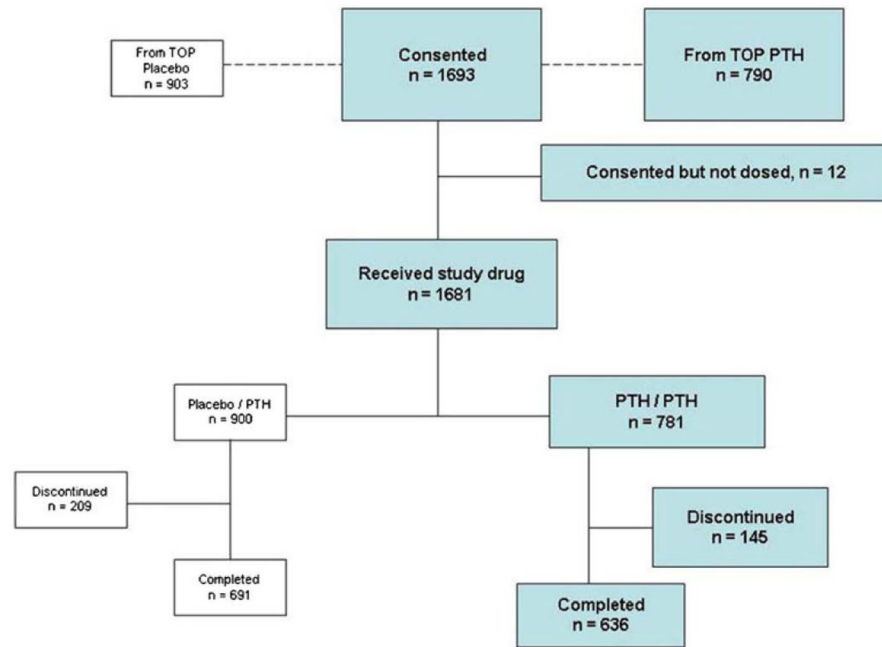 From TOP
Placebo
n = 903
Consented
n = 1693
From TOP PTH
n = 790
Consented but not dosed, n = 12
Received study drug
n = 1681
Placebo / PTH
n = 900
PTH / PTH
n = 781
Discontinued
n = 209
Discontinued
n = 145
Completed
n = 691
Completed
n = 636